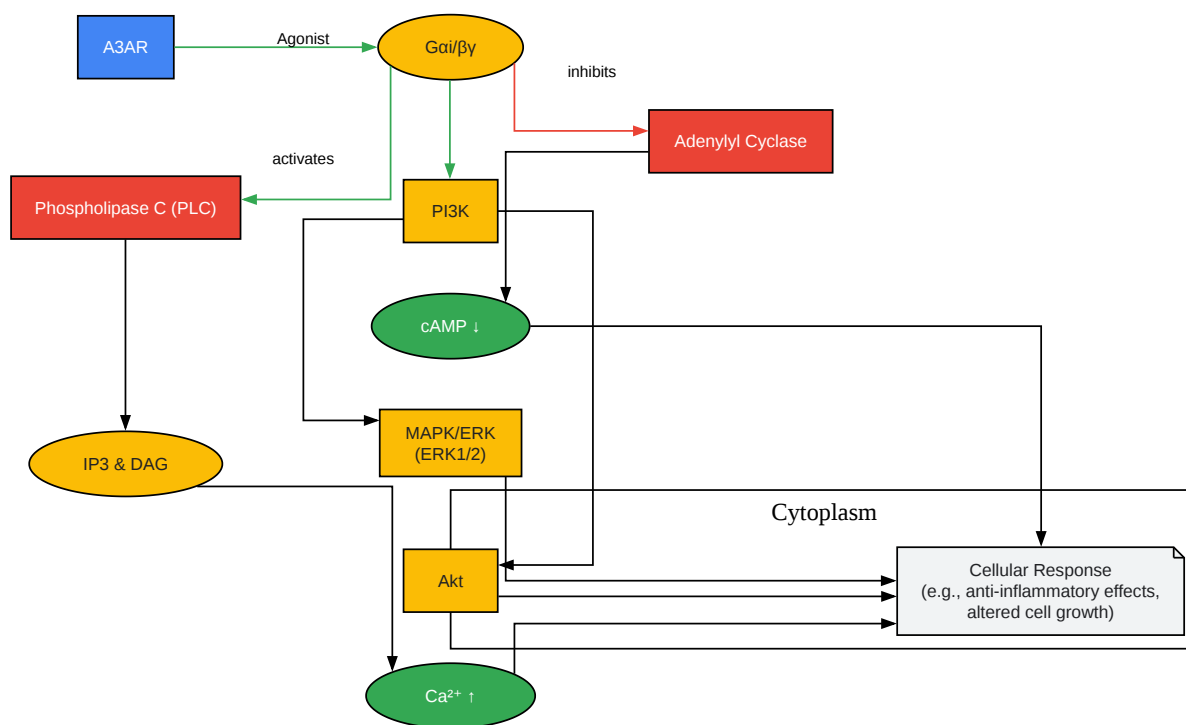 A3AR
Agonist
Gαi/βγ
inhibits
Adenylyl Cyclase
activates
Phospholipase C (PLC)
PI3K
cAMP ↓
MAPK/ERK
(ERK1/2)
IP3 & DAG
Cytoplasm
Akt
Cellular Response
(e.g., anti-inflammatory effects,
altered cell growth)
Ca²⁺ ↑